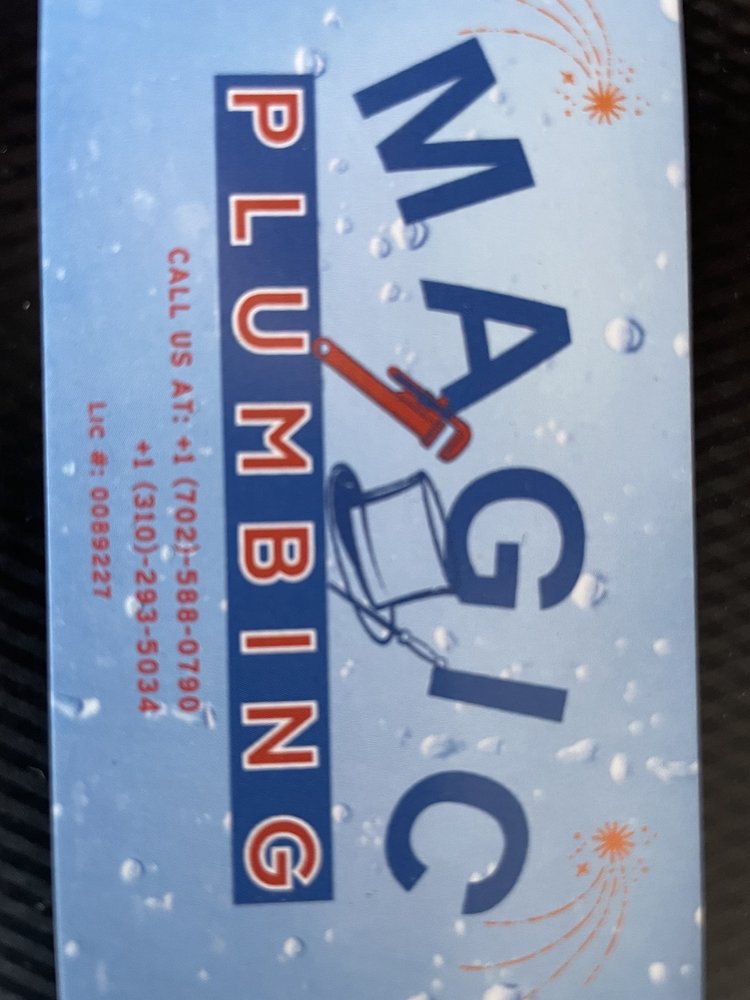 MAGIC
PLUMBING
CALL US AT: +1 (702)-588-0790
+1 (310)-293-5034
LIC #: 0089227